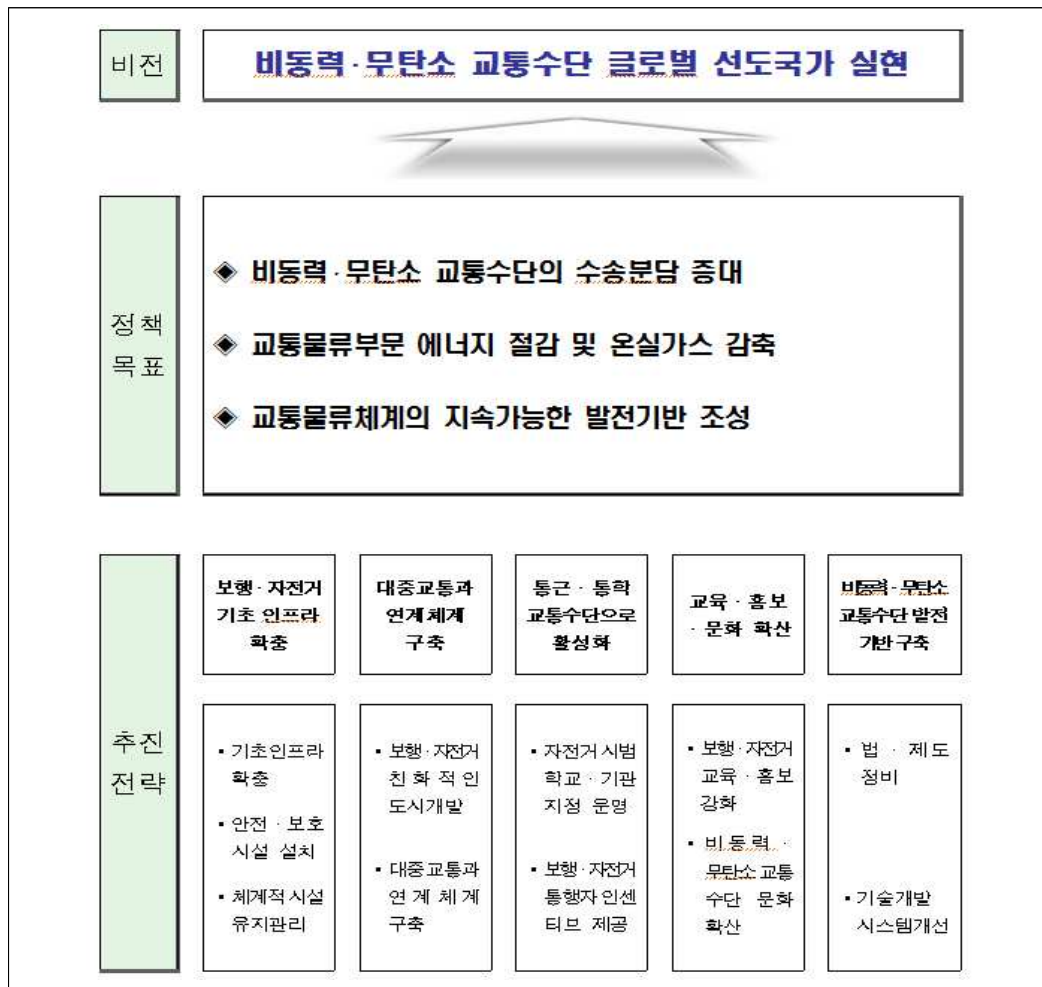 비전
비동력·무탄소 교통수단 글로벌 선도국가 실현
정책
목표
◈ 비동력·무탄소 교통수단의 수송분담 증대
◈ 교통물류부문 에너지 절감 및 온실가스 감축
◈ 교통물류체계의 지속가능한 발전기반 조성
추진
전략
보행·자전거
기초 인프라
확충
대중교통과
연계체계
구축
통근·통학
교통수단으로
활성화
교육·홍보
·문화 확산
비동력·무탄소
교통수단 발전
기반 구축
▪ 기초인프라
확충
▪ 안전·보호
시설 설치
▪ 체계적 시설
유지관리
▪ 보행·자전거
친화적인
도시개발
▪ 대중교통과
연계체계
구축
▪ 자전거 시범
학교·기관
지정 운영
▪ 보행·자전거
통행자 인센
티브 제공
▪ 보행·자전거
교육·홍보
강화
▪ 비동력·
무탄소 교통
수단 문화
확산
▪ 법·제도
정비
▪ 기술개발
시스템개선